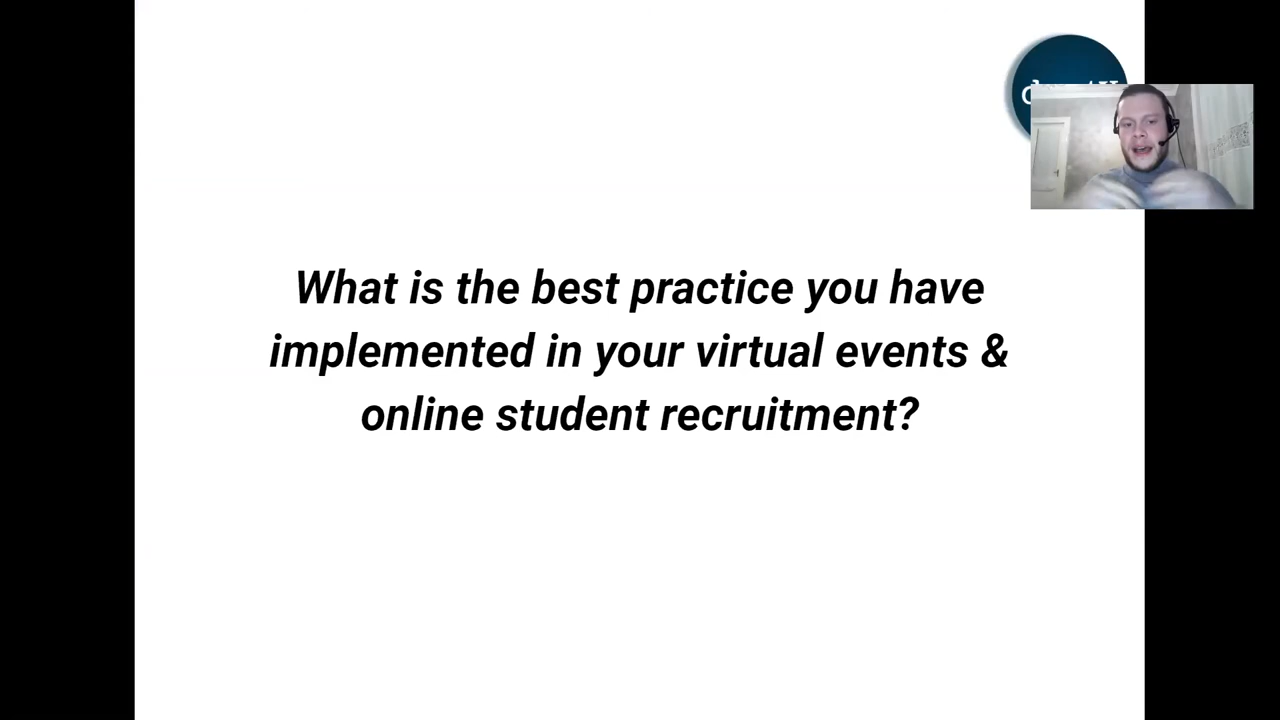 What is the best practice you have
implemented in your virtual events &
online student recruitment?